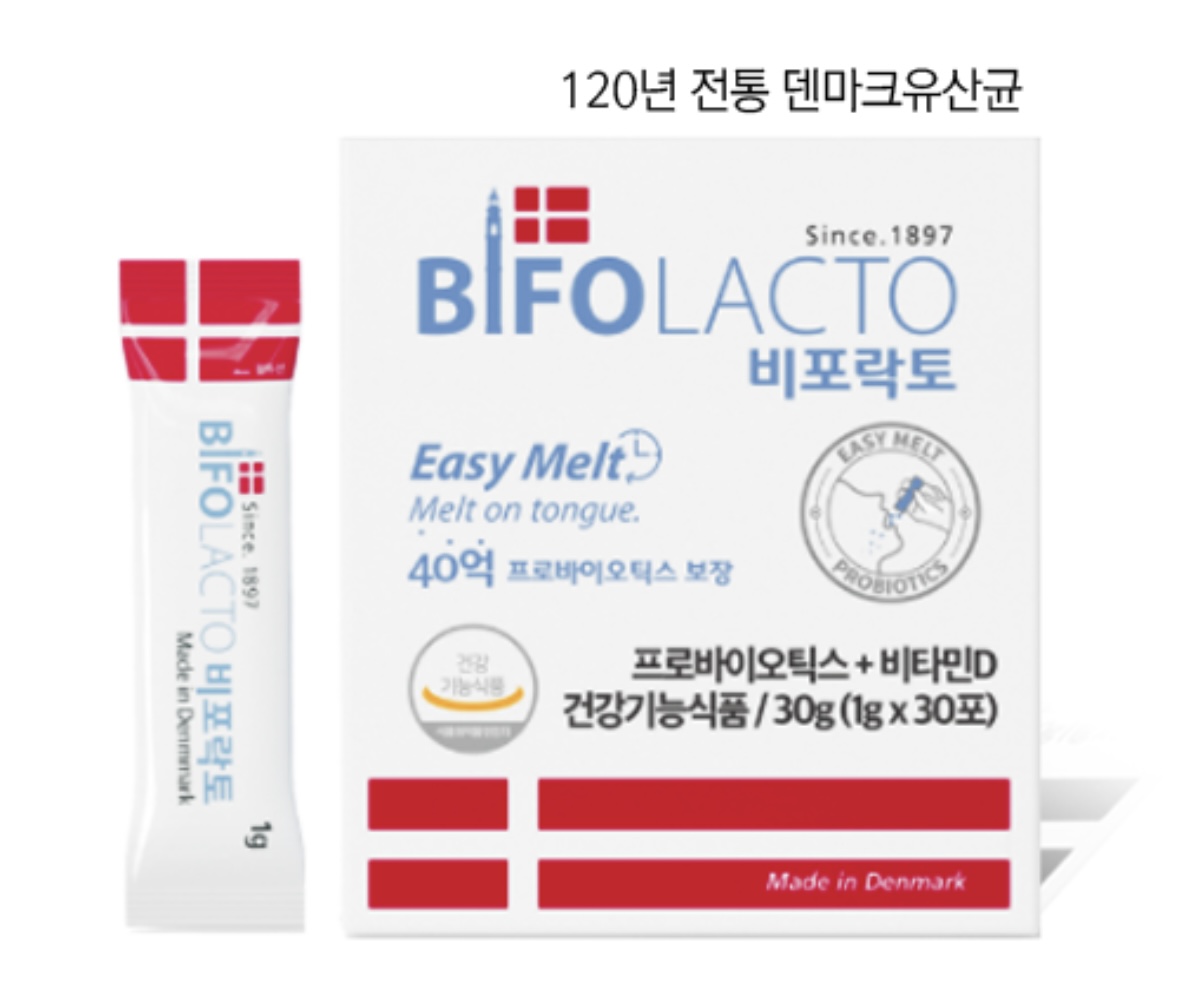 120년 전통 덴마크유산균
Since.1897
BIFOLACTO
비포락토
Easy Melt
Melt on tongue.
40억 프로바이오틱스 보장
EASY MELT
PROBIOTICS
건강
기능식품
프로바이오틱스 + 비타민D
건강기능식품 / 30g (1g x 30포)
Made in Denmark
Since. 1897
BIFOLACTO 비포락토
Made in Denmmark
1g